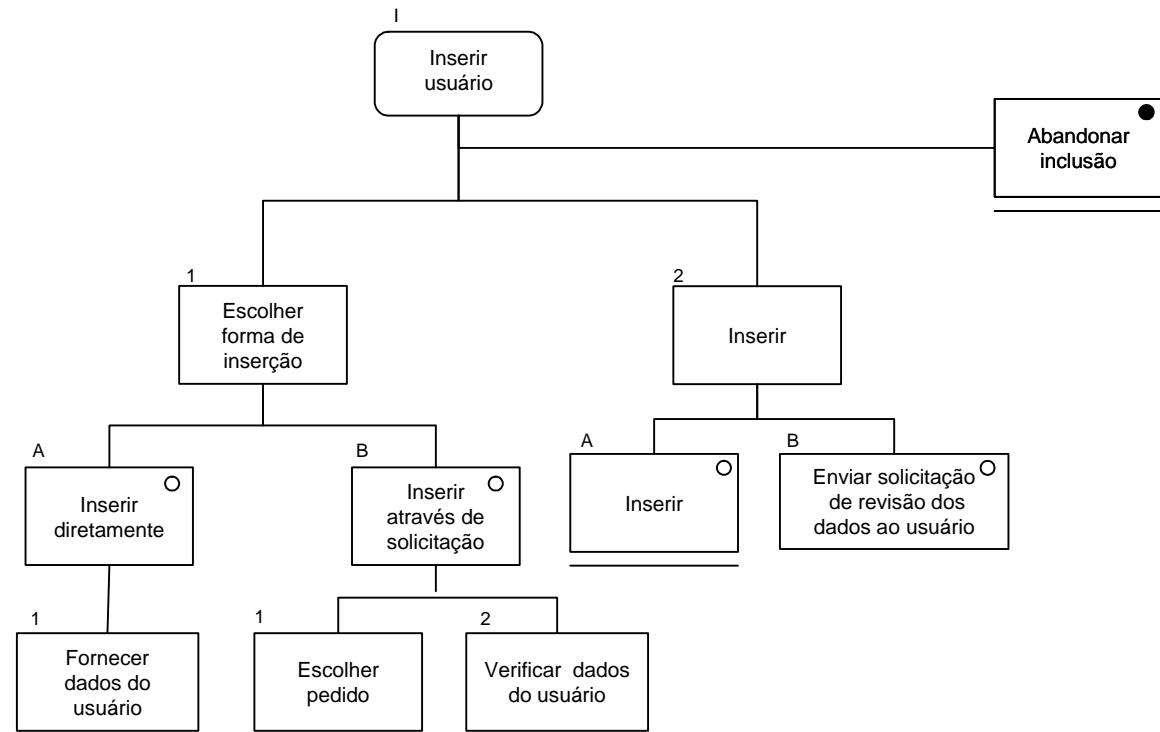 I
Inserir
usuário
Abandonar
inclusão
1
Escolher
forma de
inserção
2
Inserir
A
Inserir
diretamente
B
Inserir
através de
solicitação
A
Inserir
B
Enviar solicitação
de revisão dos
dados ao usuário
1
Fornecer
dados do
usuário
1
Escolher
pedido
2
Verificar dados
do usuário